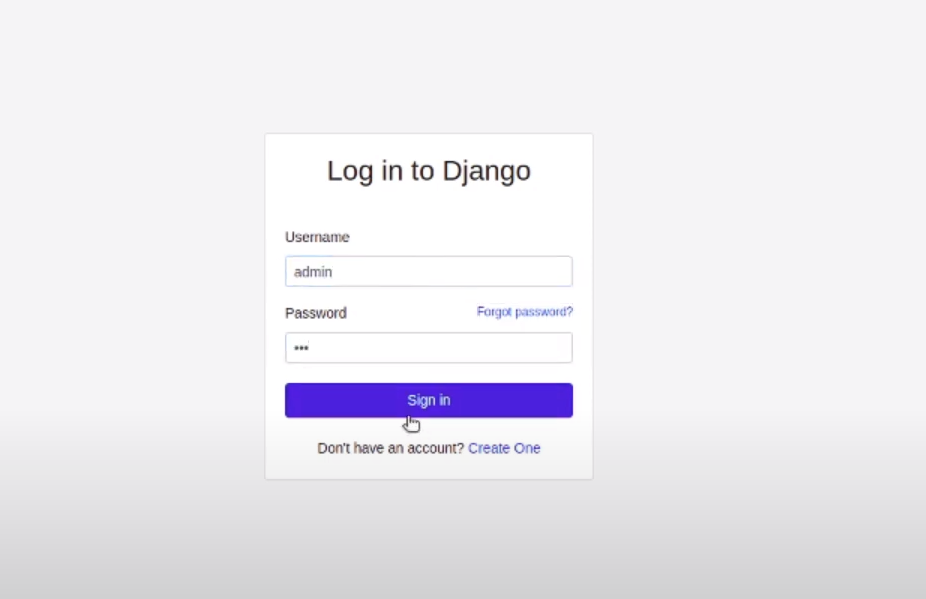 Log in to Django
Username
admin
Password Forgot password?
•••
Sign in
Don't have an account? Create One